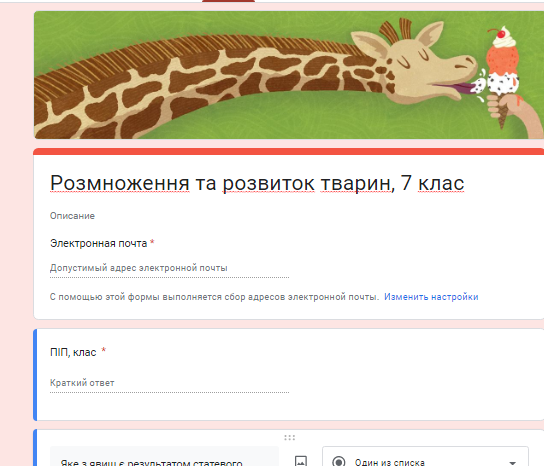 Розмноження та розвиток тварин, 7 клас
Описание
Электронная почта *
Допустимый адрес электронной почты
С помощью этой формы выполняется сбор адресов электронной почты. Изменить настройки
ПІП, клас *
Краткий ответ
Яке з явищ є результатом статевого
Один из списка